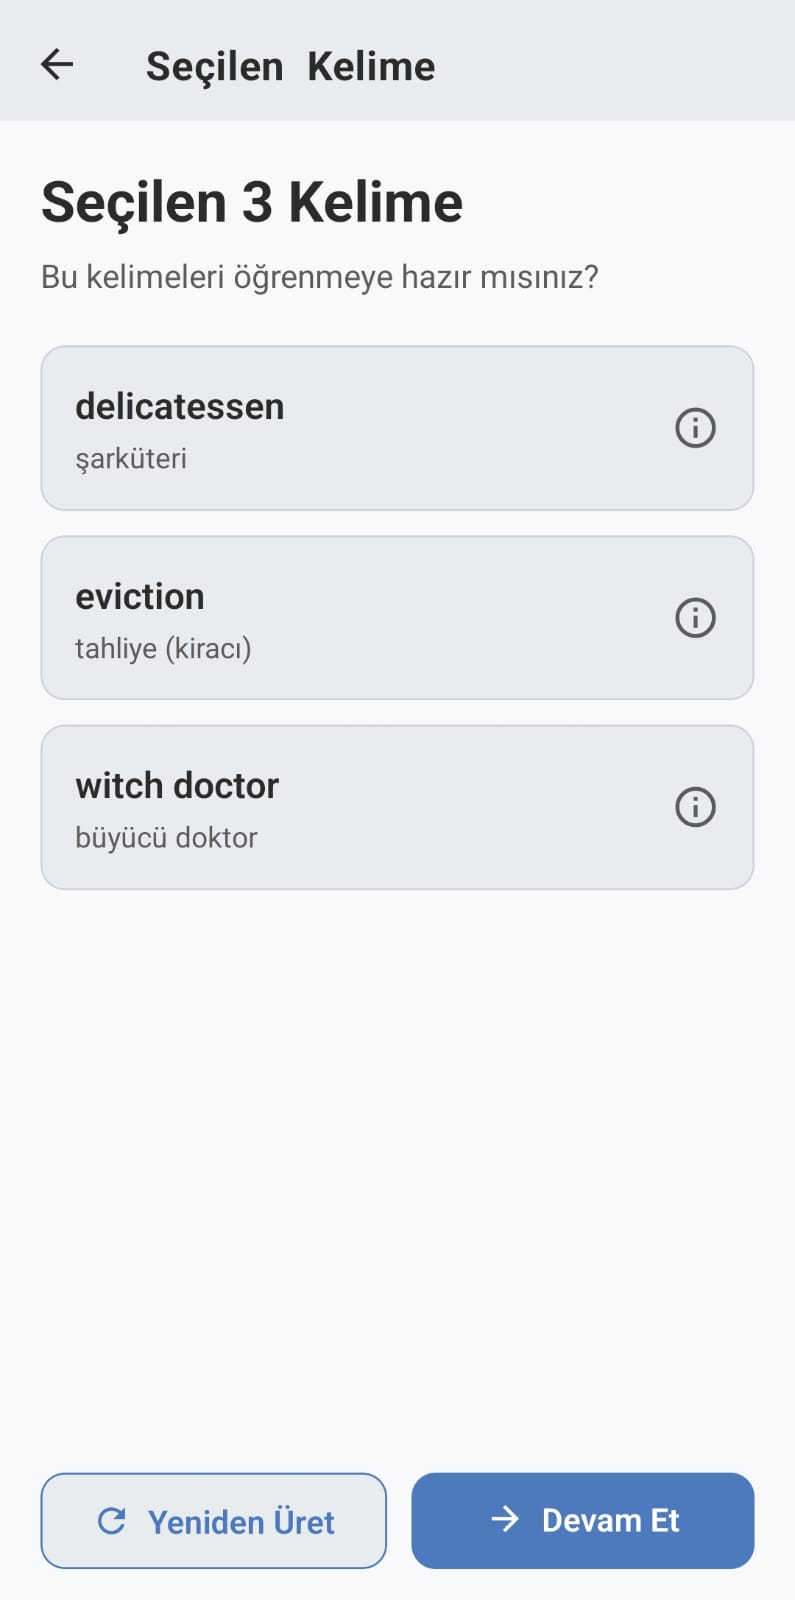 Seçilen  Kelime
Seçilen 3 Kelime
Bu kelimeleri öğrenmeye hazır mısınız?
delicatessen
şarküteri
eviction
tahliye (kiracı)
witch doctor
büyücü doktor
Yeniden Üret
Devam Et